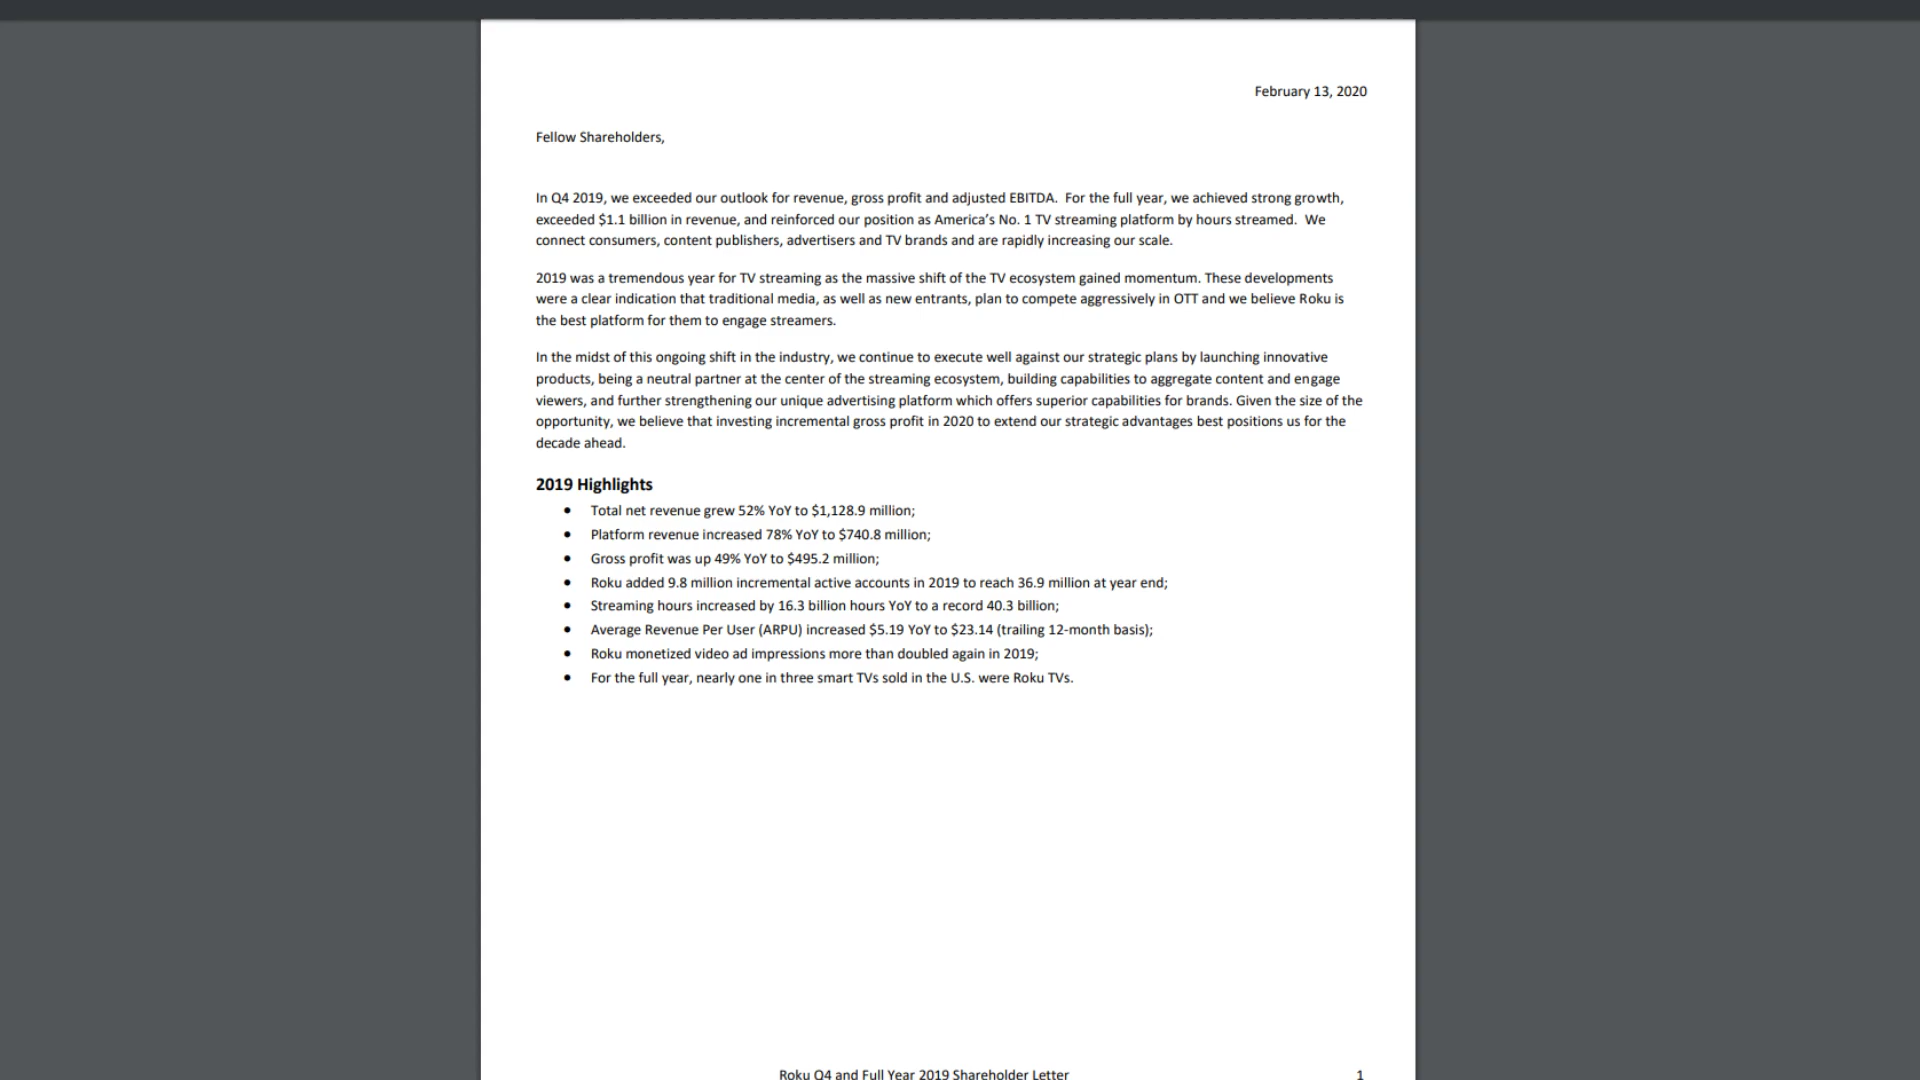 February 13, 2020
Fellow Shareholders,
In Q4 2019, we exceeded our outlook for revenue, gross profit and adjusted EBITDA.  For the full year, we achieved strong growth,
exceeded $1.1 billion in revenue, and reinforced our position as America’s No. 1 TV streaming platform by hours streamed.  We
connect consumers, content publishers, advertisers and TV brands and are rapidly increasing our scale.
2019 was a tremendous year for TV streaming as the massive shift of the TV ecosystem gained momentum. These developments
were a clear indication that traditional media, as well as new entrants, plan to compete aggressively in OTT and we believe Roku is
the best platform for them to engage streamers.
In the midst of this ongoing shift in the industry, we continue to execute well against our strategic plans by launching innovative
products, being a neutral partner at the center of the streaming ecosystem, building capabilities to aggregate content and engage
viewers, and further strengthening our unique advertising platform which offers superior capabilities for brands. Given the size of the
opportunity, we believe that investing incremental gross profit in 2020 to extend our strategic advantages best positions us for the
decade ahead.
2019 Highlights
• Total net revenue grew 52% YoY to $1,128.9 million;
• Platform revenue increased 78% YoY to $740.8 million;
• Gross profit was up 49% YoY to $495.2 million;
• Roku added 9.8 million incremental active accounts in 2019 to reach 36.9 million at year end;
• Streaming hours increased by 16.3 billion hours YoY to a record 40.3 billion;
• Average Revenue Per User (ARPU) increased $5.19 YoY to $23.14 (trailing 12-month basis);
• Roku monetized video ad impressions more than doubled again in 2019;
• For the full year, nearly one in three smart TVs sold in the U.S. were Roku TVs.
Roku Q4 and Full Year 2019 Shareholder Letter 1